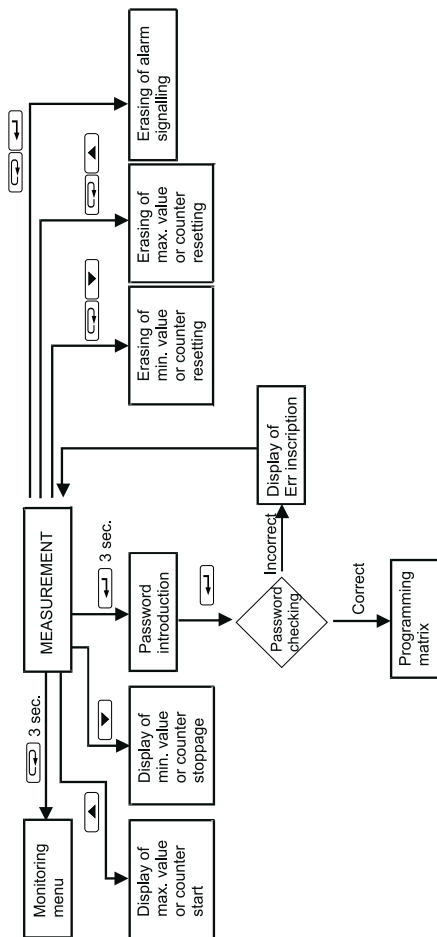 MEASUREMENT
3 sec.
Monitoring
menu
3 sec.
Display of
max. value
or counter
start
Display of
min. value
or counter
stoppage
Password
introduction
Erasing of
min. value
or counter
resetting
Erasing of
max. value
or counter
resetting
Erasing of alarm
signalling
Password
checking
Incorrect
Display of
Err inscription
Correct
Programming
matrix